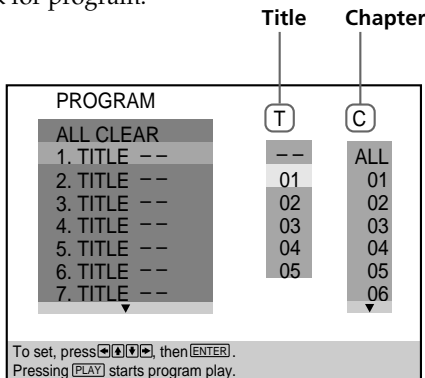 for program.
Title Chapter
PROGRAM
T C
ALL CLEAR
1. TITLE – –
2. TITLE – –
3. TITLE – –
4. TITLE – –
5. TITLE – –
6. TITLE – –
7. TITLE – –
– –
01
02
03
04
05
ALL
01
02
03
04
05
06
To set, press, then ENTER.
Pressing PLAY starts program play.